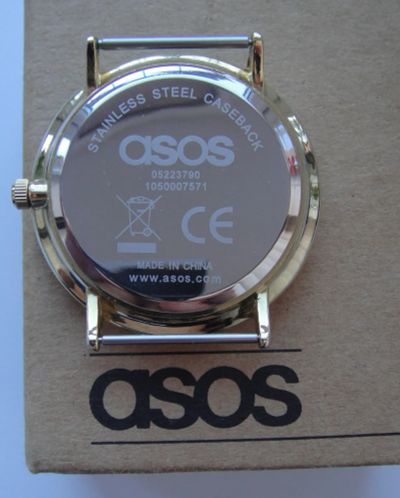 STAINLESS STEEL CASEBACK
asos
05223790
1050007571
CE
MADE IN CHINA
www.asos.com
asos